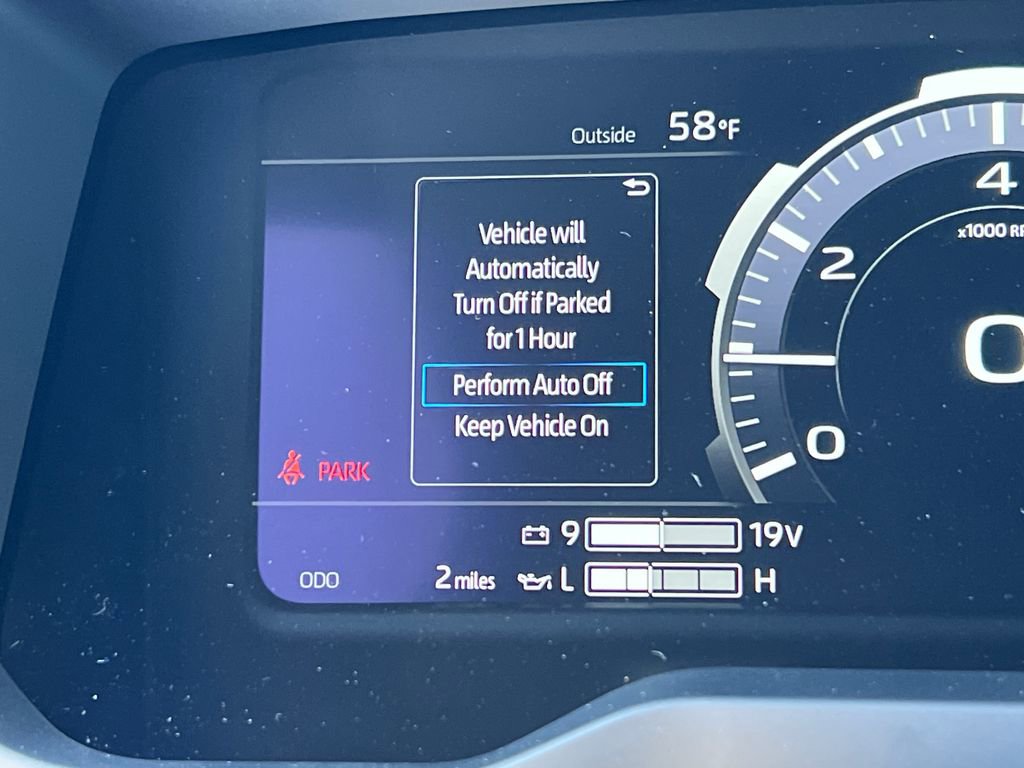 Outside 58°F
Vehicle will
Automatically
Turn Off if Parked
for 1 Hour
Perform Auto Off
Keep Vehicle On
PARK
9 19V
ODO 2 miles L H
4
x1000
2
0
0